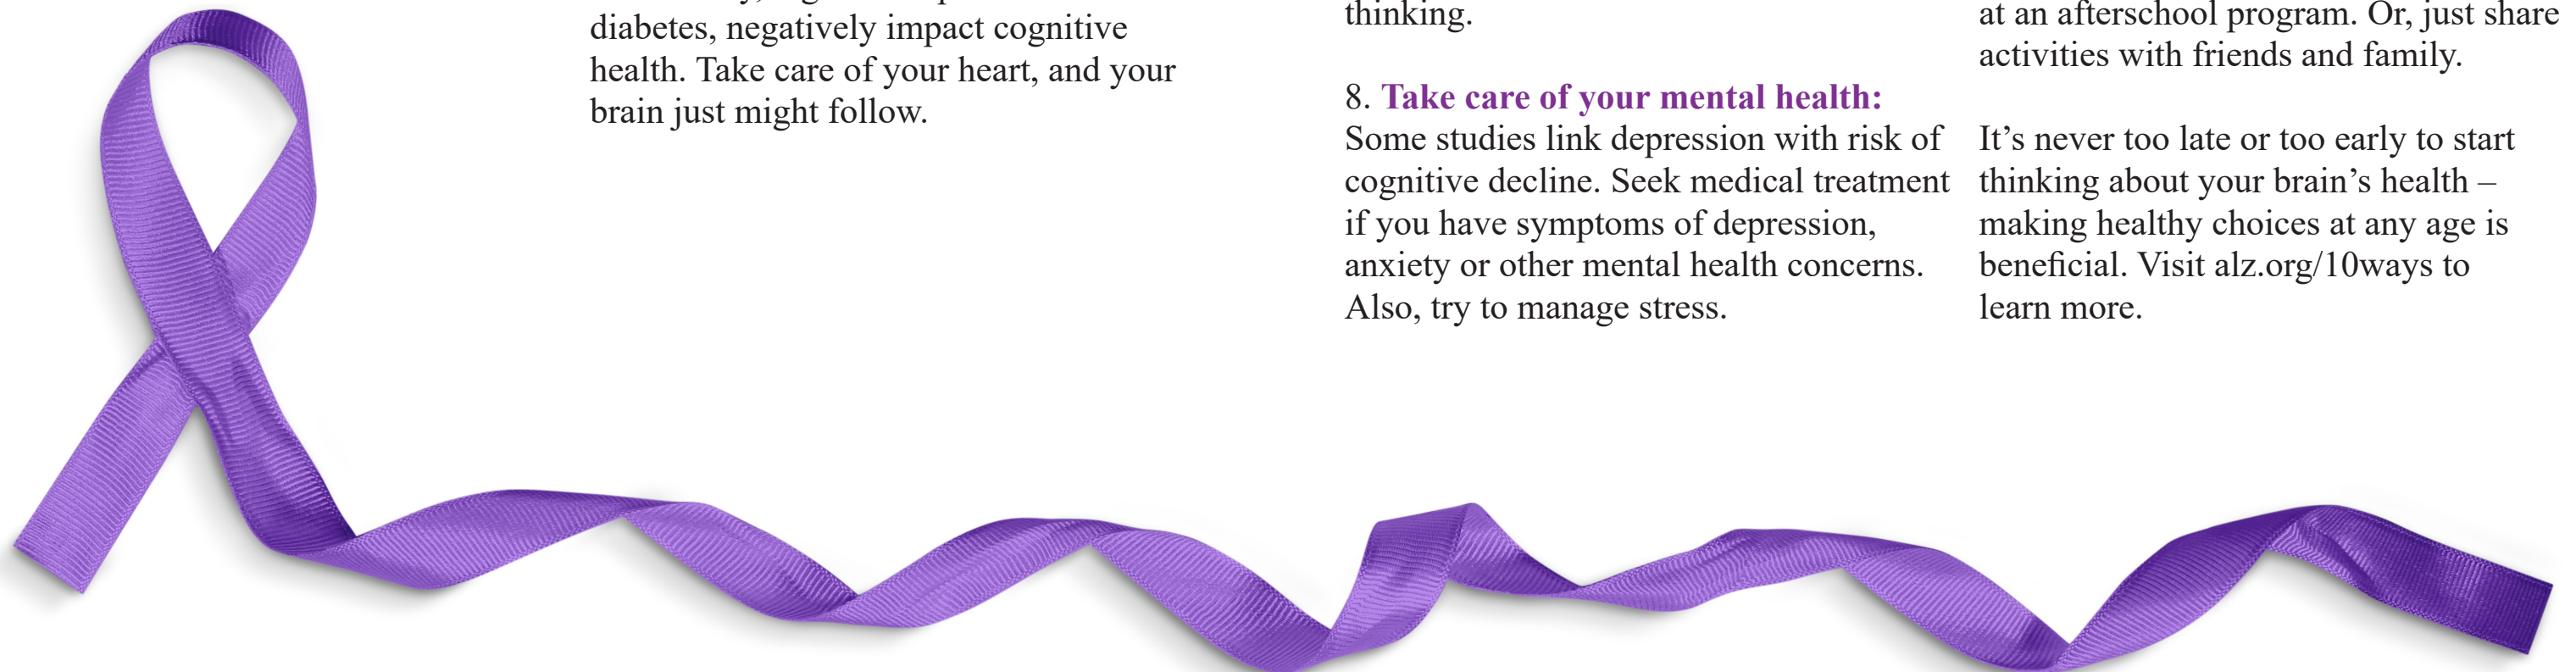 diabetes, negatively impact cognitive
health. Take care of your heart, and your
brain just might follow.
thinking.
8. Take care of your mental health:
Some studies link depression with risk of
cognitive decline. Seek medical treatment
if you have symptoms of depression,
anxiety or other mental health concerns.
Also, try to manage stress.
at an afterschool program. Or, just share
activities with friends and family.
It’s never too late or too early to start
thinking about your brain’s health –
making healthy choices at any age is
beneficial. Visit alz.org/10ways to
learn more.